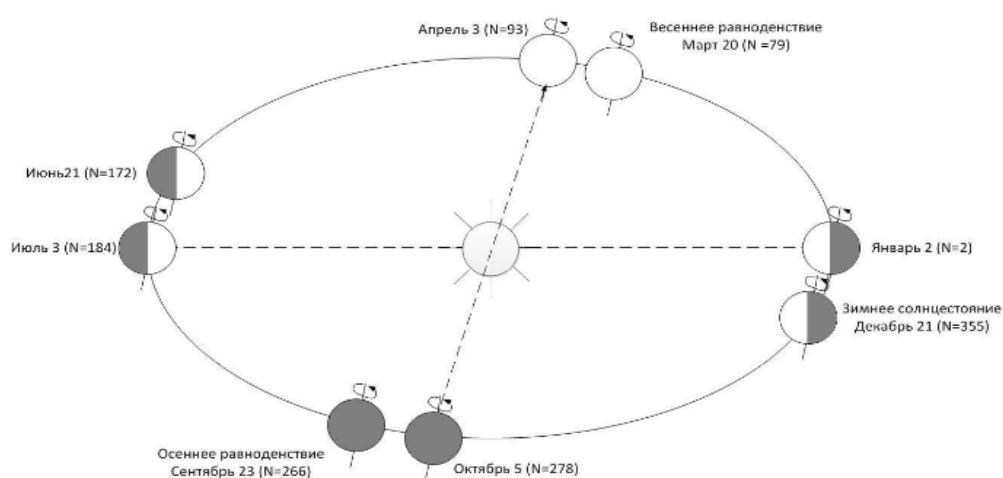 Апрель 3 (N=93)
Весеннее равноденствие
Март 20 (N =79)
Июнь21 (N=172)
Июль 3 (N=184)
Январь 2 (N=2)
Зимнее солнцестояние
Декабрь 21 (N=355)
Осеннее равноденствие
Сентябрь 23 (N=266)
Октябрь 5 (N=278)